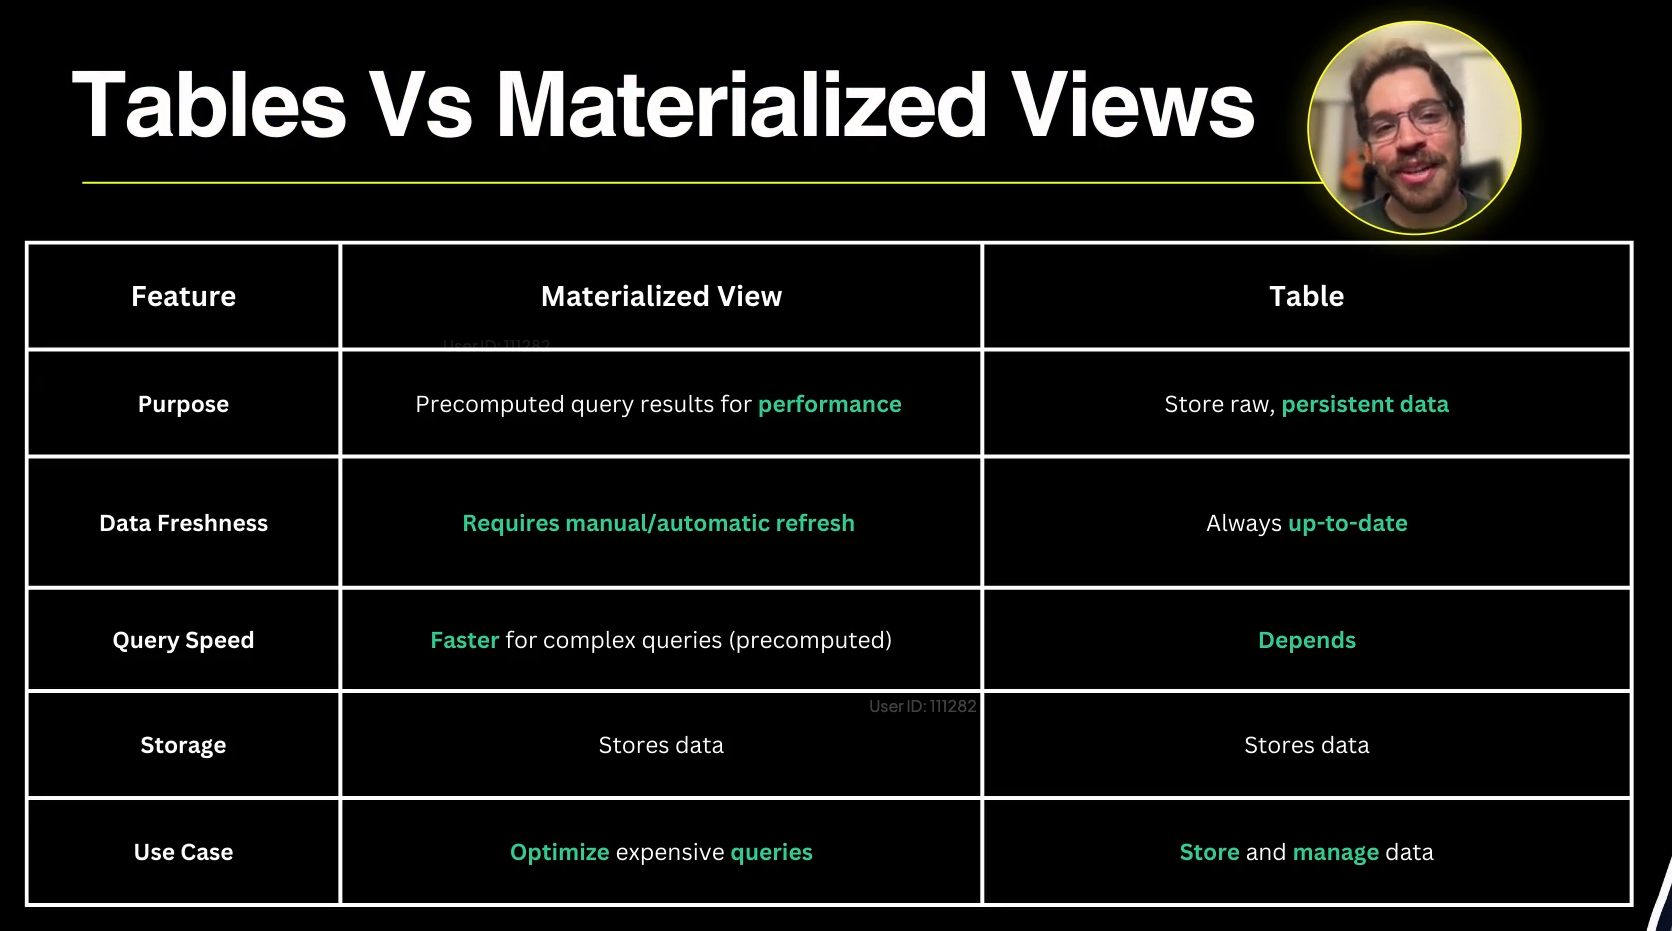 Tables Vs Materialized Views
Feature
Materialized View
Table
User ID: 111282
Purpose
Precomputed query results for performance
Store raw, persistent data
Data Freshness
Requires manual/automatic refresh
Always up-to-date
Query Speed
Faster for complex queries (precomputed)
Depends
User ID: 111282
Storage
Stores data
Stores data
Use Case
Optimize expensive queries
Store and manage data